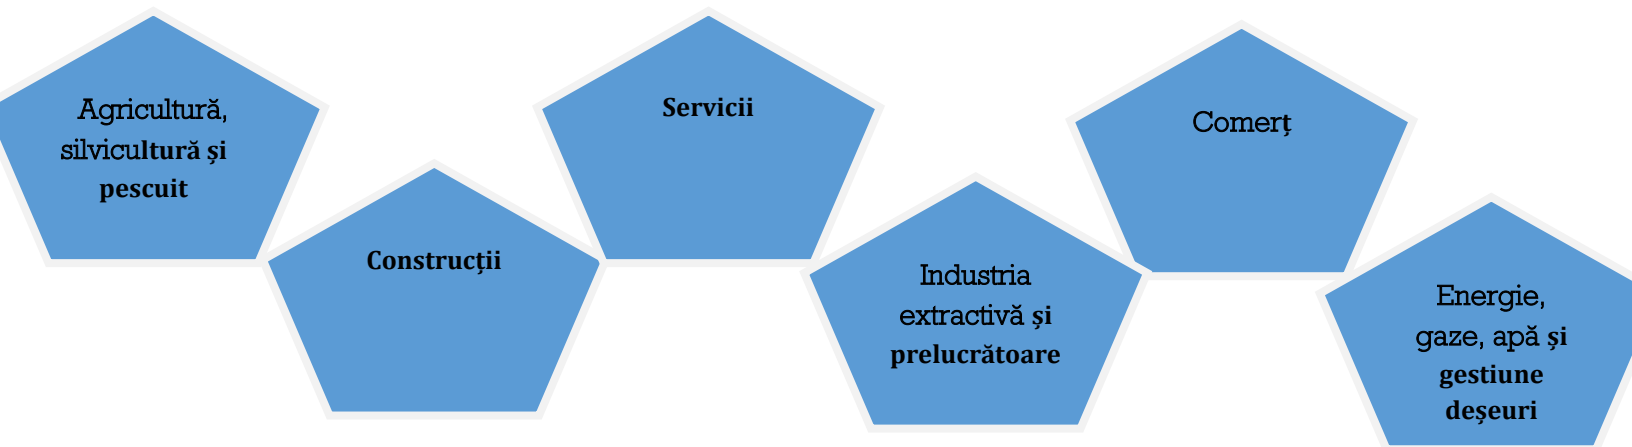 Agricultură,
silvicultură și
pescuit
Construcții
Servicii
Industria
extractivă și
prelucrătoare
Comerț
Energie,
gaze, apă și
gestiune
deșeuri